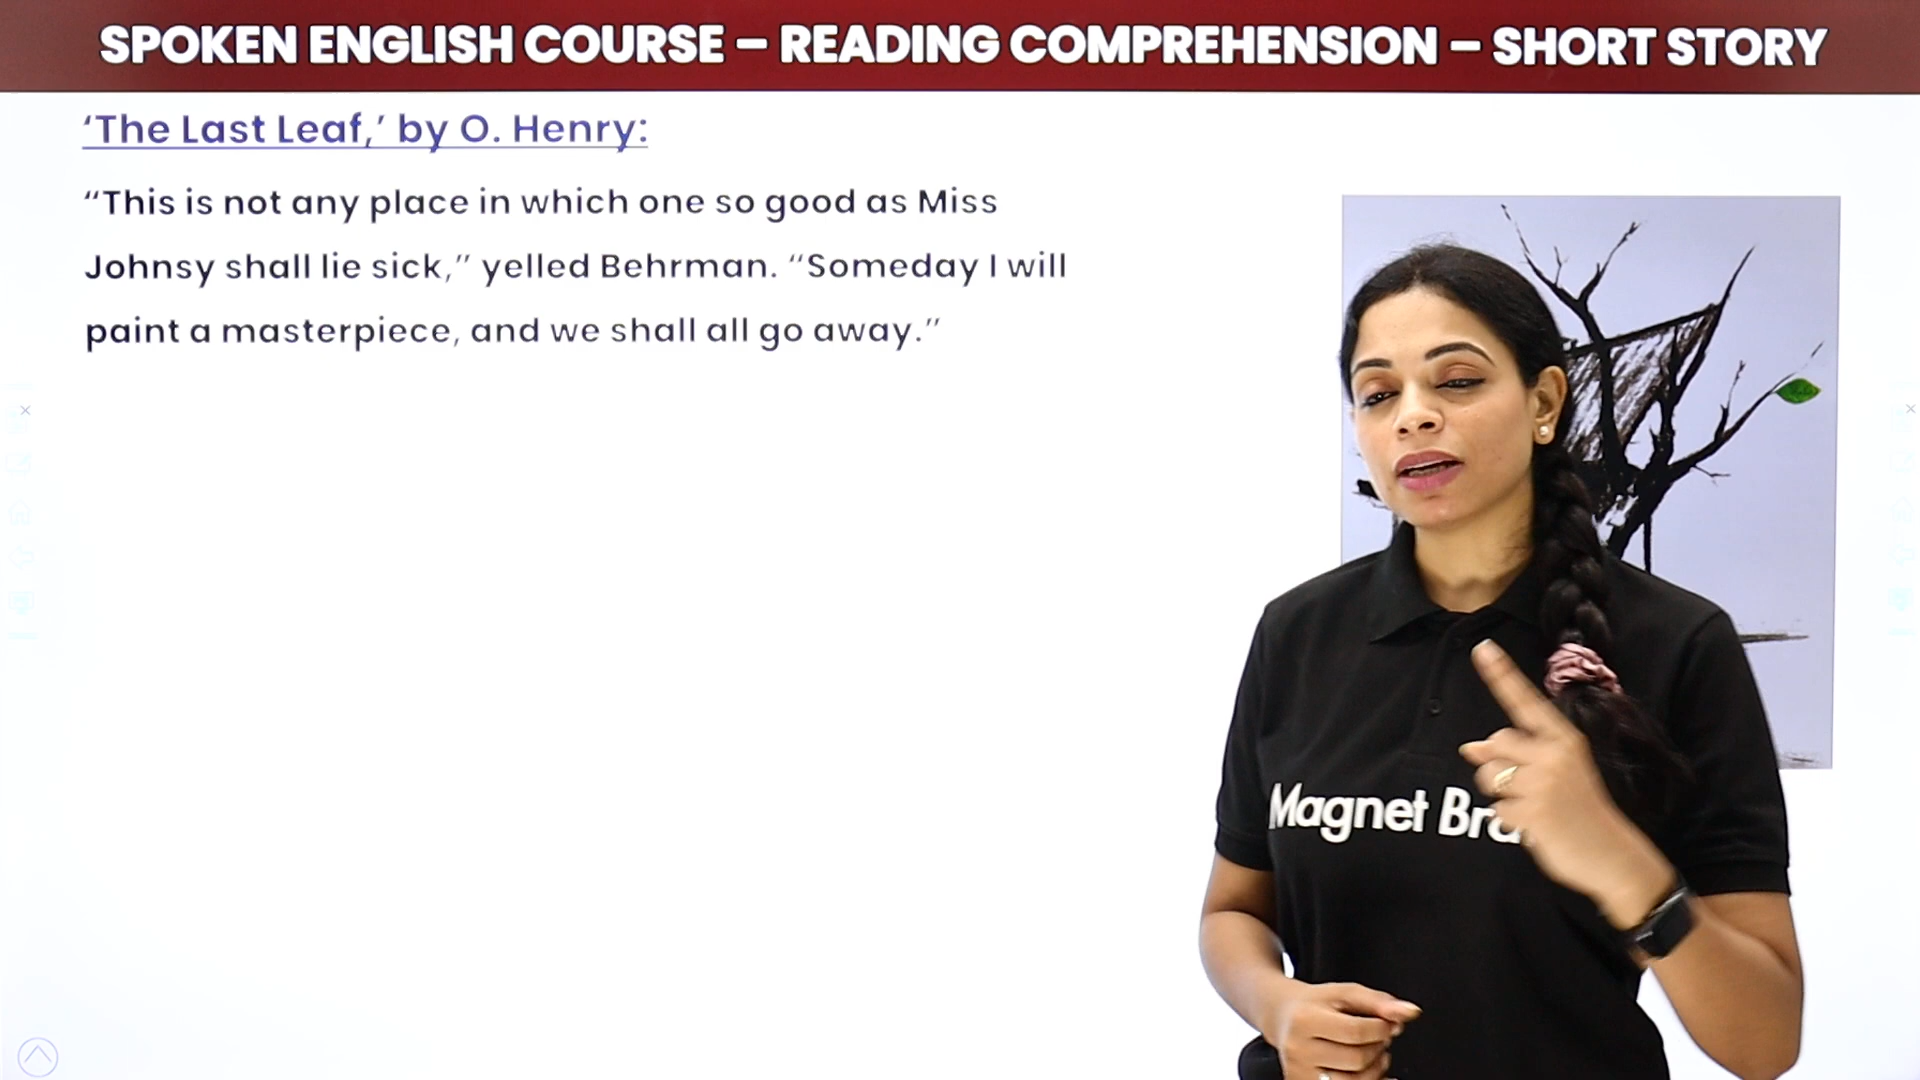 SPOKEN ENGLISH COURSE – READING COMPREHENSION – SHORT STORY
‘The Last Leaf,’ by O. Henry:
“This is not any place in which one so good as Miss
Johnsy shall lie sick,” yelled Behrman. “Someday I will
paint a masterpiece, and we shall all go away.”
Magnet